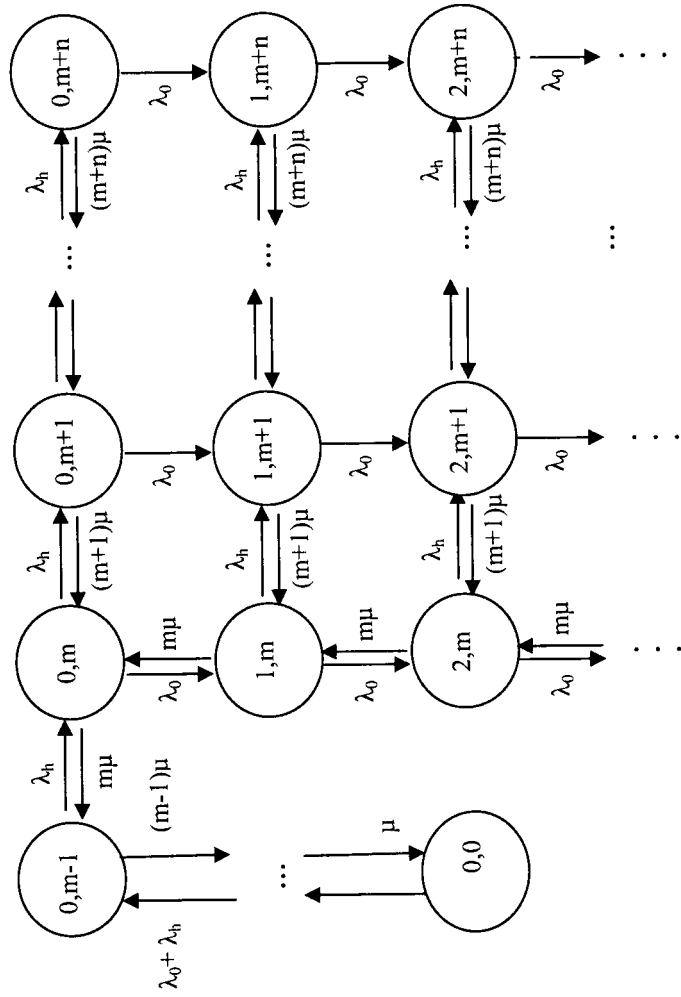 λh λh λh
0,m-1 0,m 0,m+1 ... 0,m+n
mμ (m+1)μ (m+n)μ
λ0+ λh (m-1)μ λ0 mμ λ0 λ0
λh λh
... 1,m 1,m+1 ... 1,m+n
(m+1)μ (m+n)μ
μ λ0 mμ λ0 λ0
λh λh
0,0 2,m 2,m+1 ... 2,m+n
(m+1)μ (m+n)μ
λ0 mμ λ0 λ0
... ... ... ...